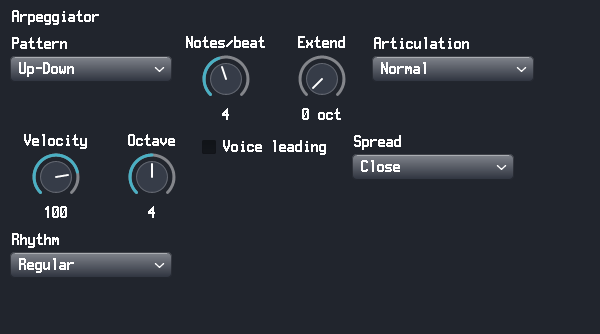 Arpeggiator
Pattern
Notes/beat
Extend
Articulation
Up-Down
Normal
4
0 oct
Velocity
Octave
Voice leading
Spread
Close
100
4
Rhythm
Regular